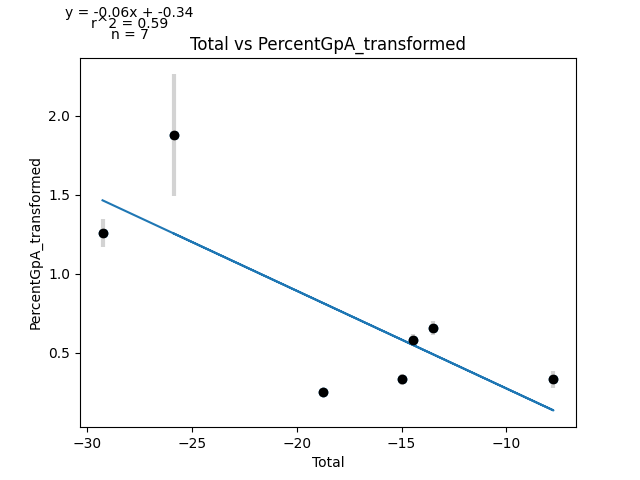 y = -0.06x + -0.34
r^2 = 0.59
n = 7
Total vs PercentGpA_transformed
PercentGpA_transformed
2.0
1.5
1.0
0.5
−30
−25
−20
−15
−10
Total